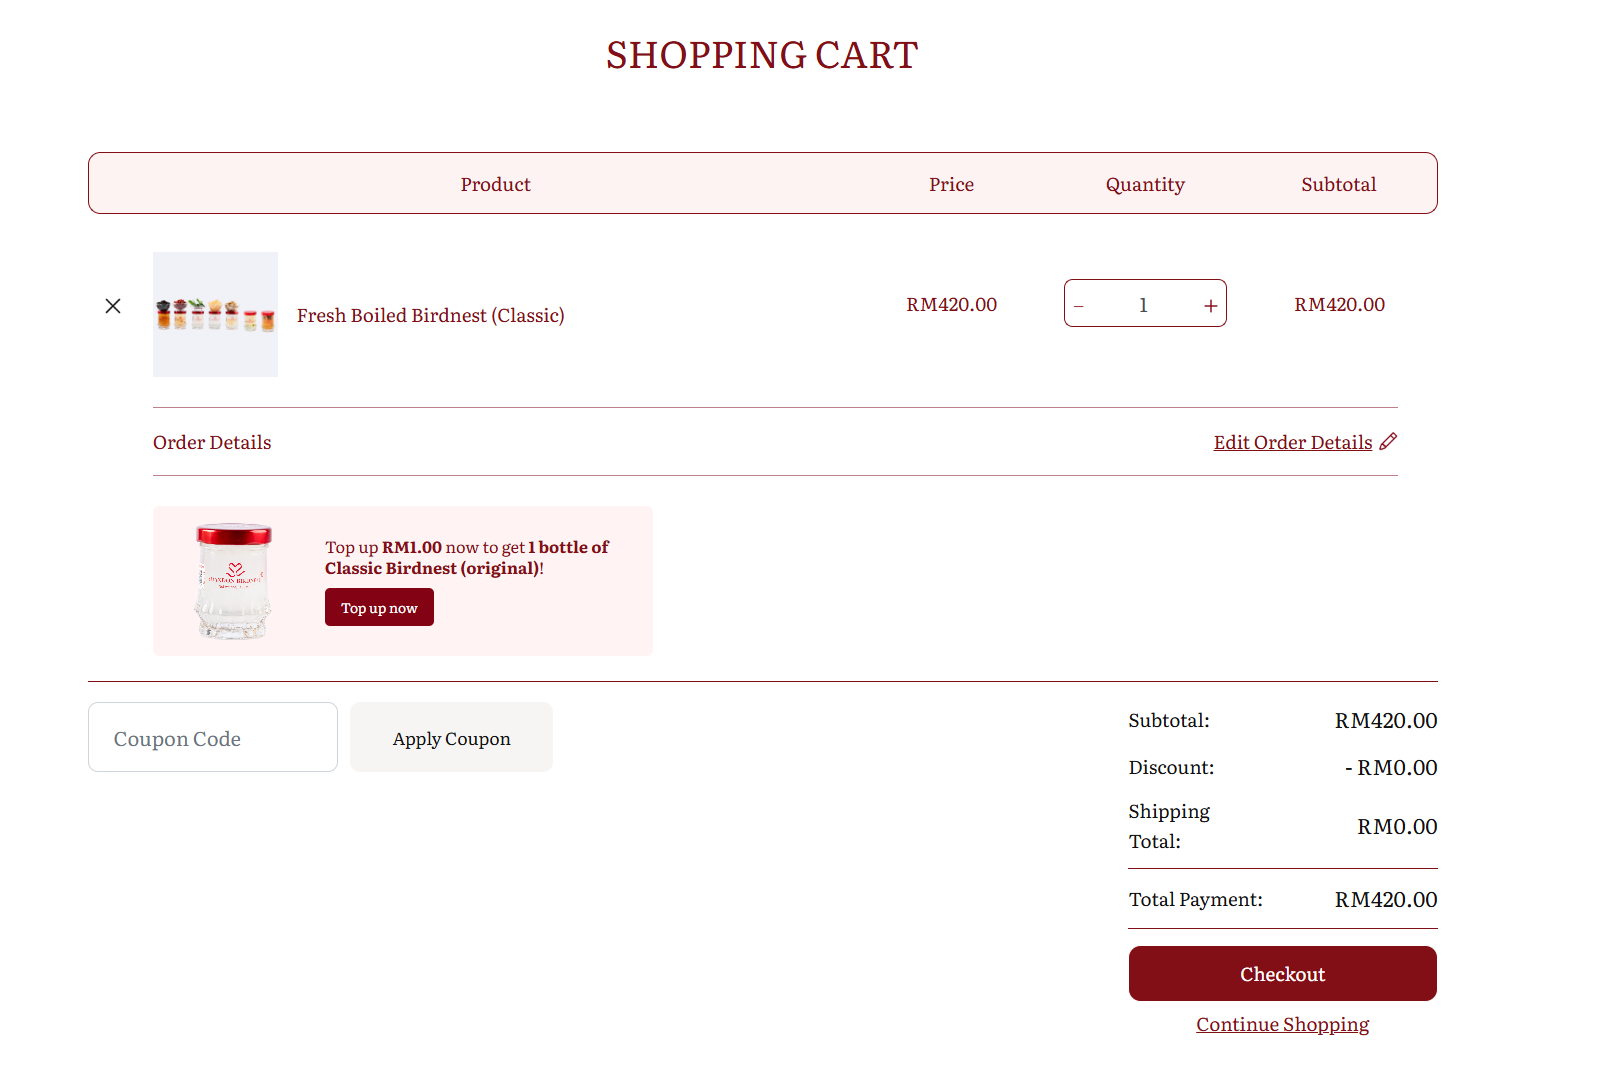 SHOPPING CART
Product Price Quantity Subtotal
Fresh Boiled Birdnest (Classic) RM420.00 − 1 + RM420.00
Order Details Edit Order Details
Top up RM1.00 now to get 1 bottle of
Classic Birdnest (original)!
Top up now
Coupon Code Apply Coupon
Subtotal: RM420.00
Discount: - RM0.00
Shipping
Total: RM0.00
Total Payment: RM420.00
Checkout
Continue Shopping